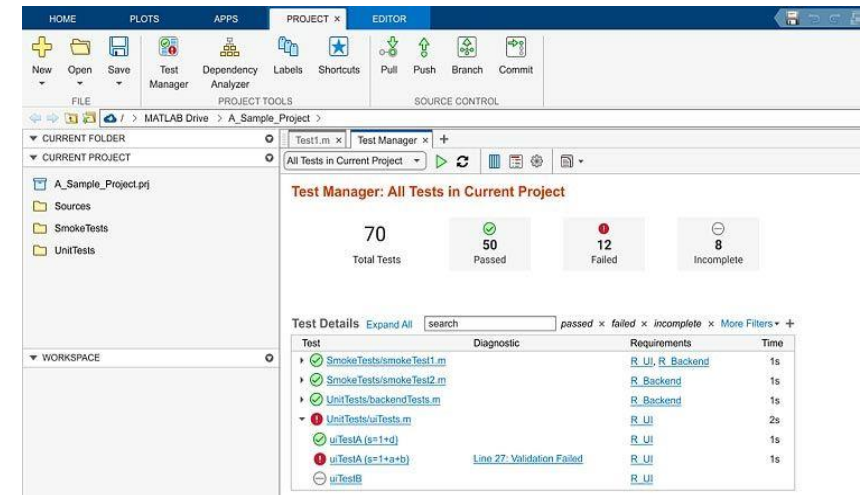 HOME PLOTS APPS PROJECT × EDITOR
New Open Save Test Manager Dependency Analyzer Labels Shortcuts Pull Push Branch Commit
FILE PROJECT TOOLS SOURCE CONTROL
/ > MATLAB Drive > A_Sample_Project >
CURRENT FOLDER
CURRENT PROJECT
A_Sample_Project.prj
Sources
SmokeTests
UnitTests
WORKSPACE
Test1.m × Test Manager × +
All Tests in Current Project
Test Manager: All Tests in Current Project
70 50 12 8
Total Tests Passed Failed Incomplete
Test Details Expand All search passed × failed × incomplete × More Filters +
Test Diagnostic Requirements Time
SmokeTests/smokeTest1.m R_UI, R_Backend 1s
SmokeTests/smokeTest2.m R_Backend 1s
UnitTests/backendTests.m R_Backend 1s
UnitTests/uiTests.m R_UI 2s
uiTestA (s=1+d) R_UI 1s
uiTestA (s=1+a+b) Line 27: Validation Failed R_UI 1s
uiTestB R_UI